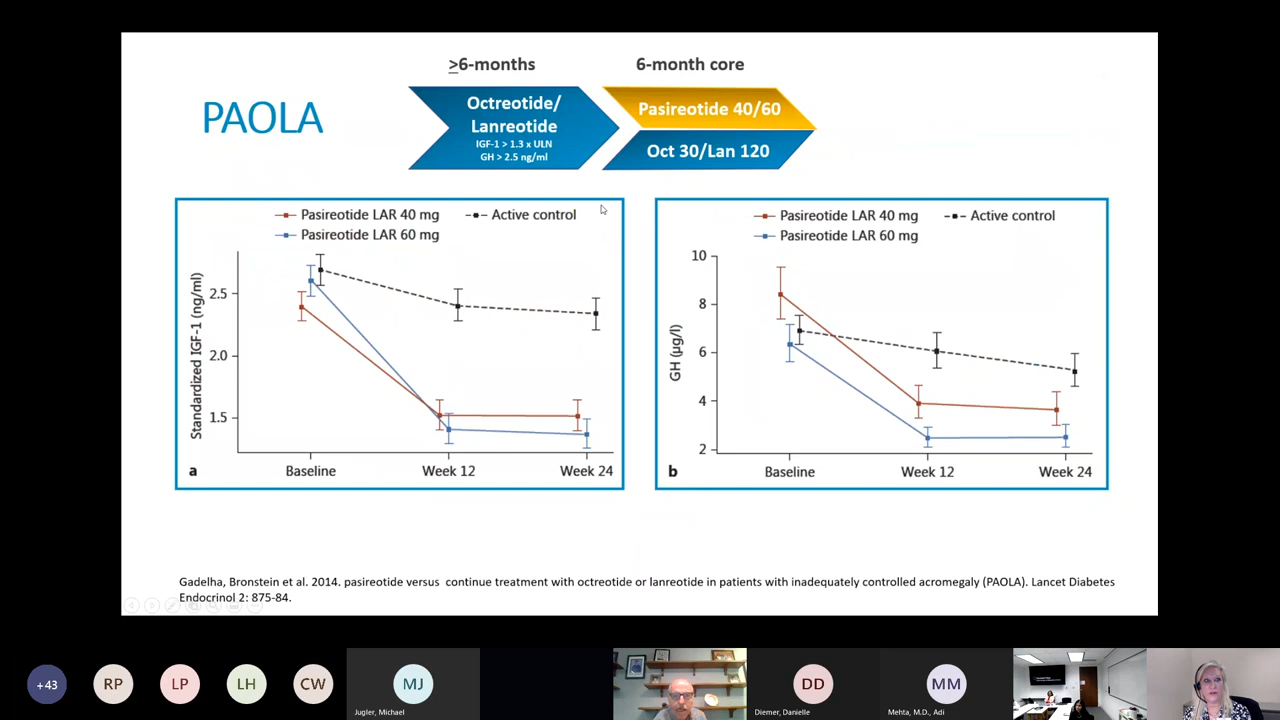 ≥6-months
6-month core
PAOLA
Octreotide/
Lanreotide
IGF-1 > 1.3 x ULN
GH > 2.5 ng/ml
Pasireotide 40/60
Oct 30/Lan 120
Pasireotide LAR 40 mg
Active control
Pasireotide LAR 60 mg
Standardized IGF-1 (ng/ml)
2.5
2.0
1.5
Baseline
Week 12
Week 24
a
Pasireotide LAR 40 mg
Active control
Pasireotide LAR 60 mg
GH (µg/l)
10
8
6
4
2
Baseline
Week 12
Week 24
b
Gadelha, Bronstein et al. 2014. pasireotide versus continue treatment with octreotide or lanreotide in patients with inadequately controlled acromegaly (PAOLA). Lancet Diabetes
Endocrinol 2: 875-84.
+43
RP
LP
LH
CW
MJ
Jugler, Michael
DD
Diemer, Danielle
MM
Mehta, M.D., Adi